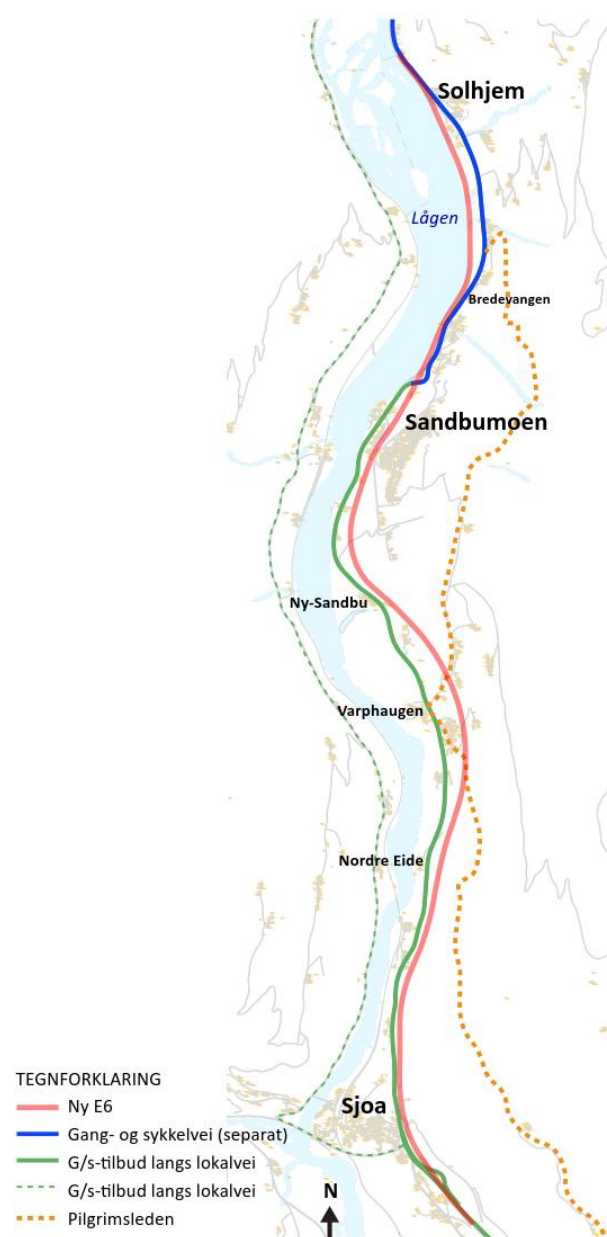 Solhjem
Lågen
Bredevangen
Sandbumoen
Ny-Sandbu
Varphaugen
Nordre Eide
TEGNFORKLARING
Ny E6
Sjoa
Gang- og sykkelvei (separat)
G/s-tilbud langs lokalvei
G/s-tilbud langs lokalvei
N
Pilgrimsleden